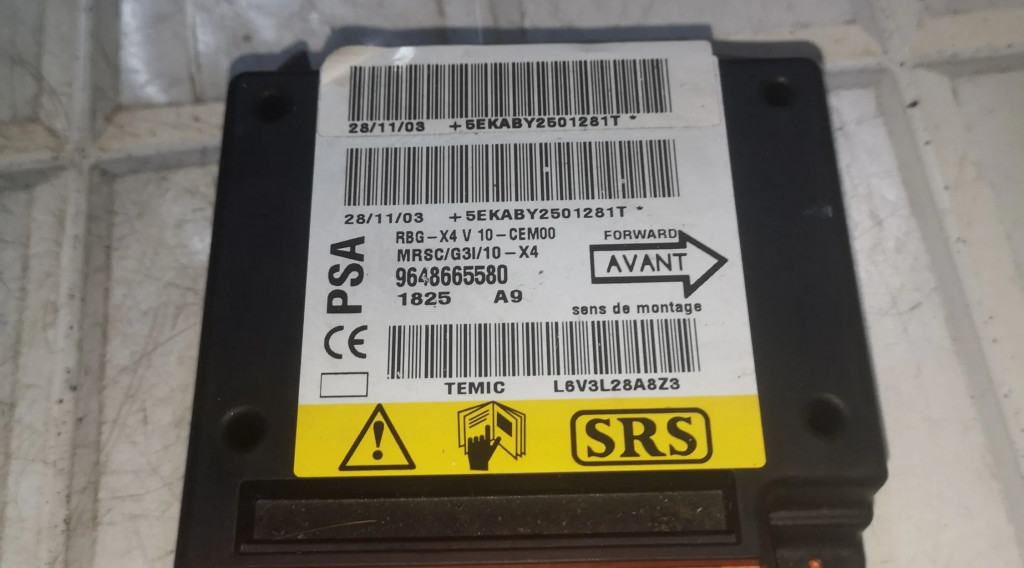 28/11/03 +5EKABY2501281T *
28/11/03 +5EKABY2501281T *
PSA
RBG-X4 V 10-CEM00
MRSC/G3I/10-X4
9648665580
1825 A9
FORWARD
AVANT
sens de montage
CE
TEMIC L6V3L28A8Z3
SRS